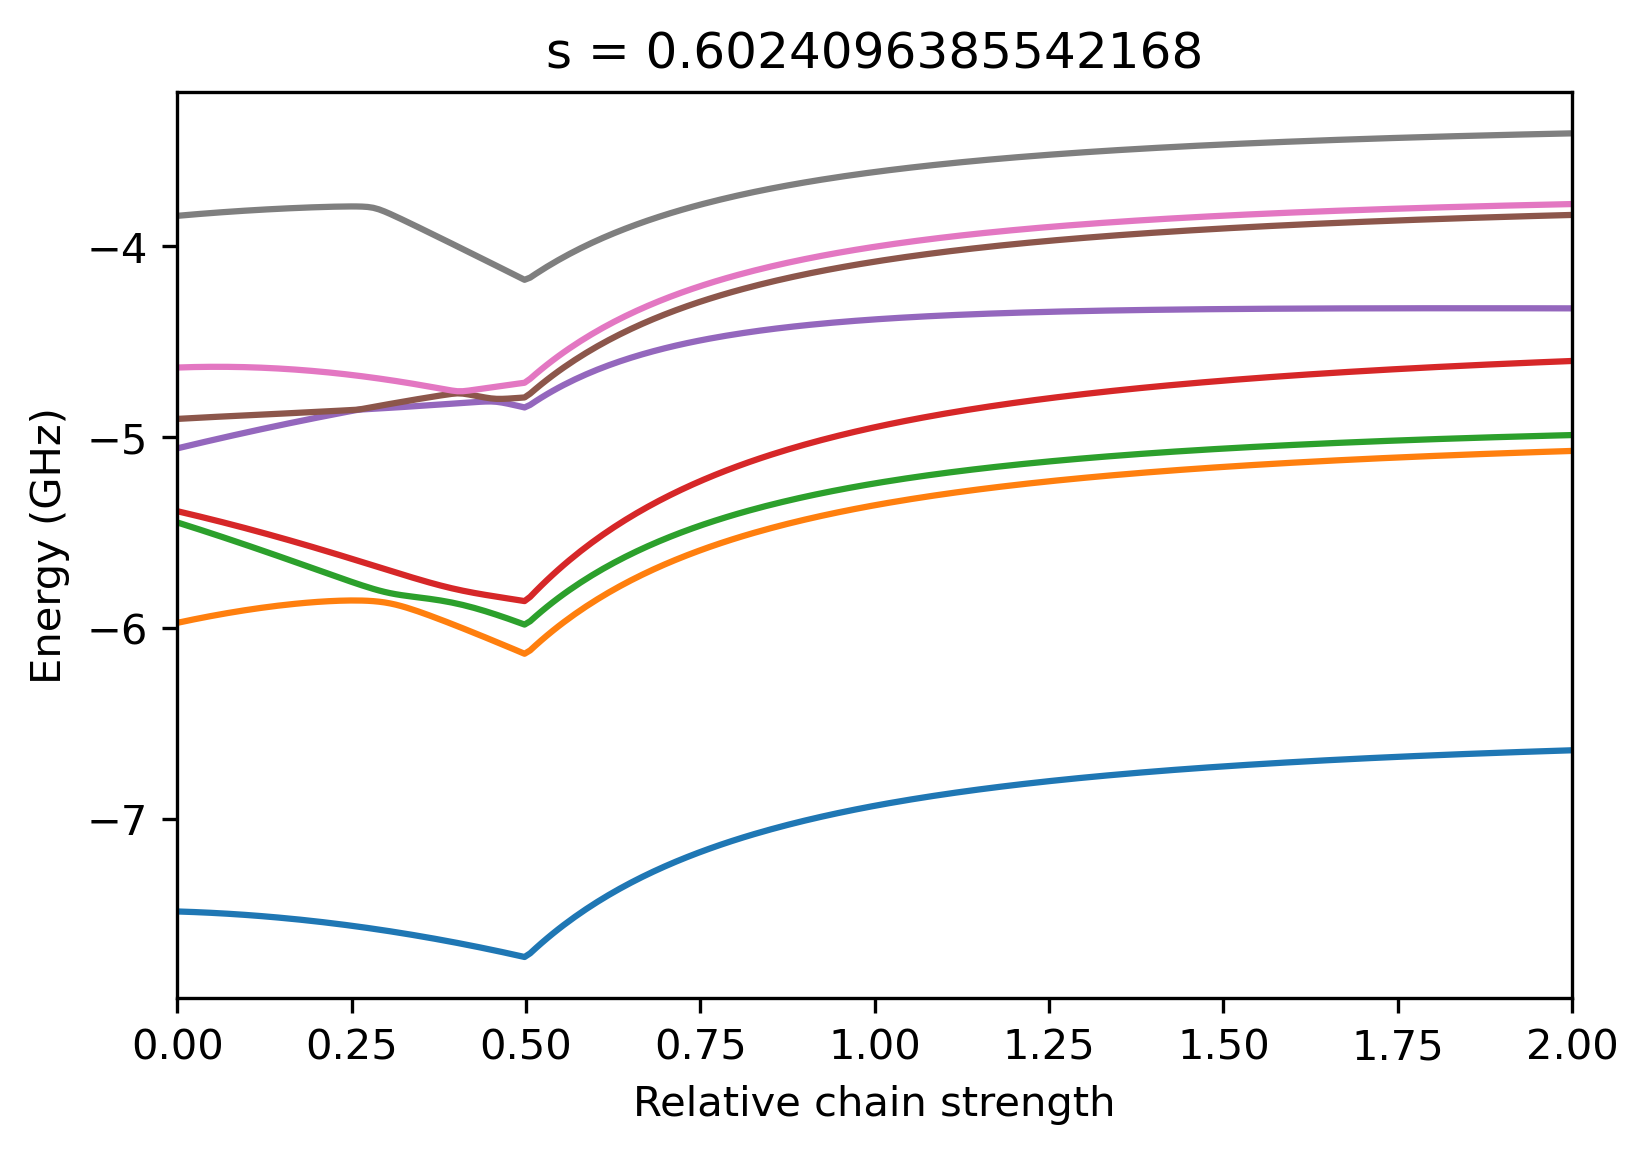 s = 0.6024096385542168
Energy (GHz)
−4
−5
−6
−7
0.00 0.25 0.50 0.75 1.00 1.25 1.50 1.75 2.00
Relative chain strength